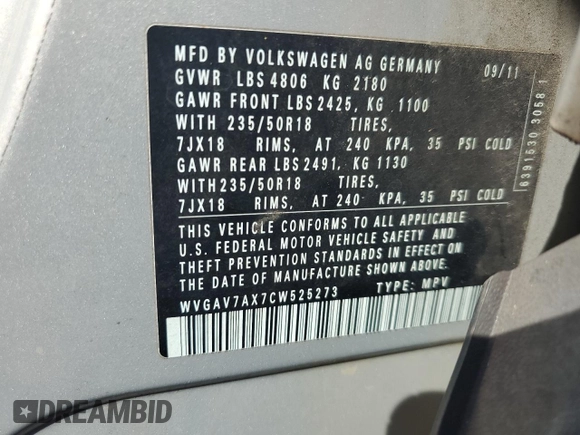 MFD BY VOLKSWAGEN AG GERMANY 09/11
GVWR LBS 4806 KG 2180
GAWR FRONT LBS 2425, KG 1100
WITH 235/50R18 TIRES,
7JX18 RIMS, AT 240 KPA, 35 PSI COLD
GAWR REAR LBS 2491, KG 1130
WITH 235/50R18 TIRES,
7JX18 RIMS, AT 240 KPA, 35 PSI COLD
THIS VEHICLE CONFORMS TO ALL APPLICABLE
U.S. FEDERAL MOTOR VEHICLE SAFETY AND
THEFT PREVENTION STANDARDS IN EFFECT ON
THE DATE OF MANUFACTURE SHOWN ABOVE.
WVGAV7AX7CW525273 TYPE: MPV
6391530 3058 1
DREAMBID